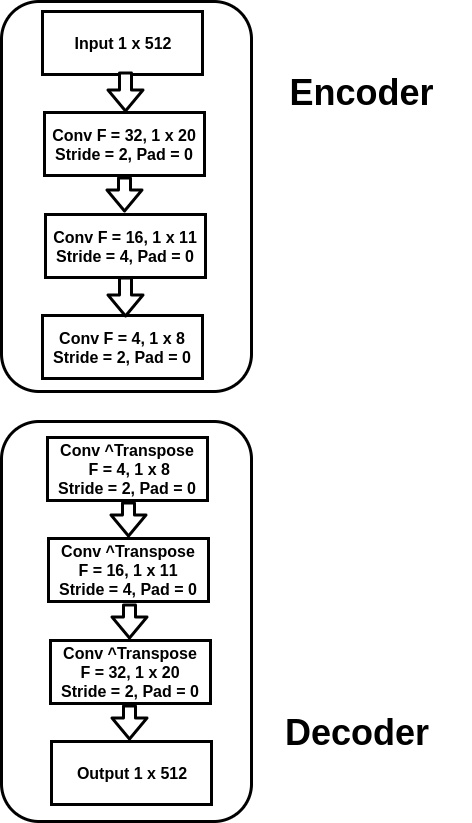 Input 1 x 512
Encoder
Conv F = 32, 1 x 20
Stride = 2, Pad = 0
Conv F = 16, 1 x 11
Stride = 4, Pad = 0
Conv F = 4, 1 x 8
Stride = 2, Pad = 0
Conv ^Transpose
F = 4, 1 x 8
Stride = 2, Pad = 0
Conv ^Transpose
F = 16, 1 x 11
Stride = 4, Pad = 0
Conv ^Transpose
F = 32, 1 x 20
Stride = 2, Pad = 0
Decoder
Output 1 x 512